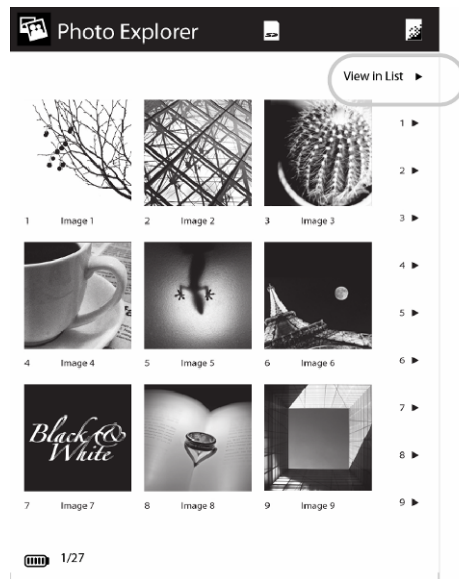 Photo Explorer
SD
View in List
1
2
3
4
5
6
7
8
9
1 Image 1
2 Image 2
3 Image 3
4 Image 4
5 Image 5
6 Image 6
Black &
White
7 Image 7
8 Image 8
9 Image 9
1/27